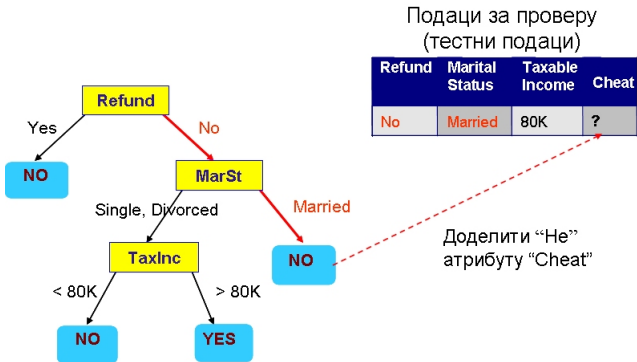 Подаци за проверу
(тестни подаци)
Refund Marital Status Taxable Income Cheat
No Married 80K ?
Refund
Yes
No
NO
MarSt
Single, Divorced
Married
TaxInc
NO
< 80K
> 80K
NO
YES
Доделити “Не”
атрибуту “Cheat”